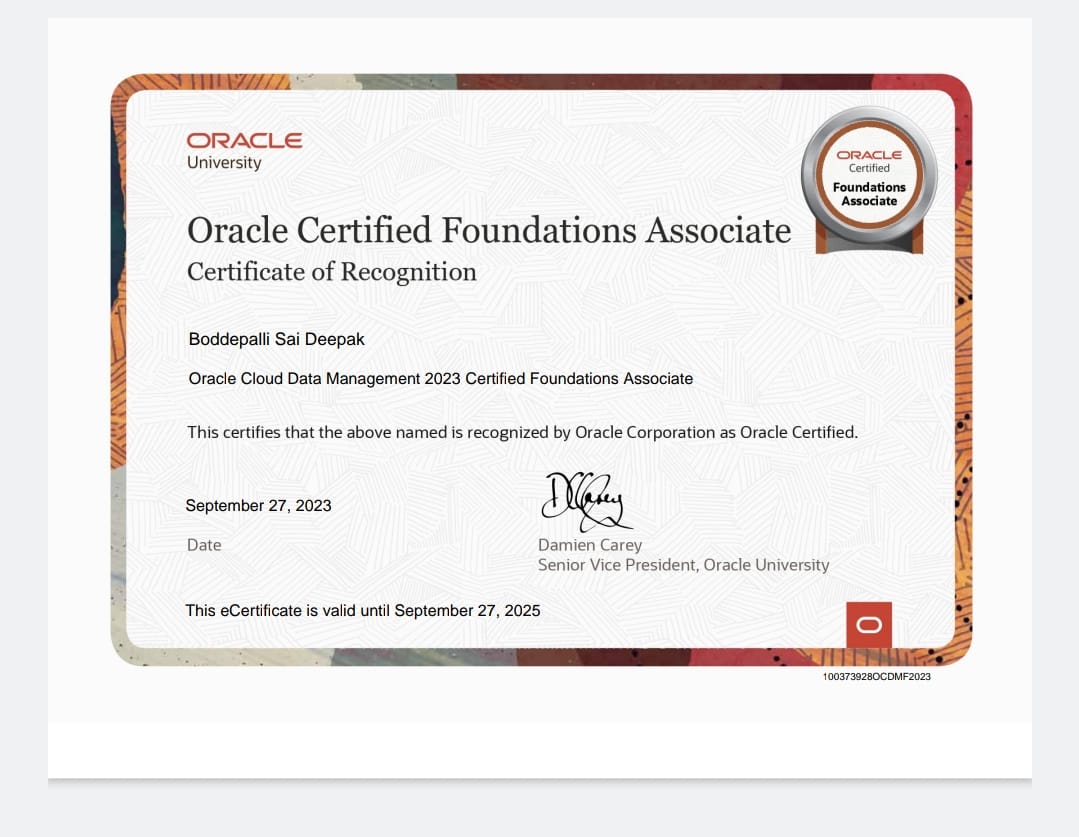 ORACLE
University
ORACLE
Certified
Foundations
Associate
Oracle Certified Foundations Associate
Certificate of Recognition
Boddepalli Sai Deepak
Oracle Cloud Data Management 2023 Certified Foundations Associate
This certifies that the above named is recognized by Oracle Corporation as Oracle Certified.
September 27, 2023
Date
DCarey
Damien Carey
Senior Vice President, Oracle University
This eCertificate is valid until September 27, 2025
100373928OCDMF2023